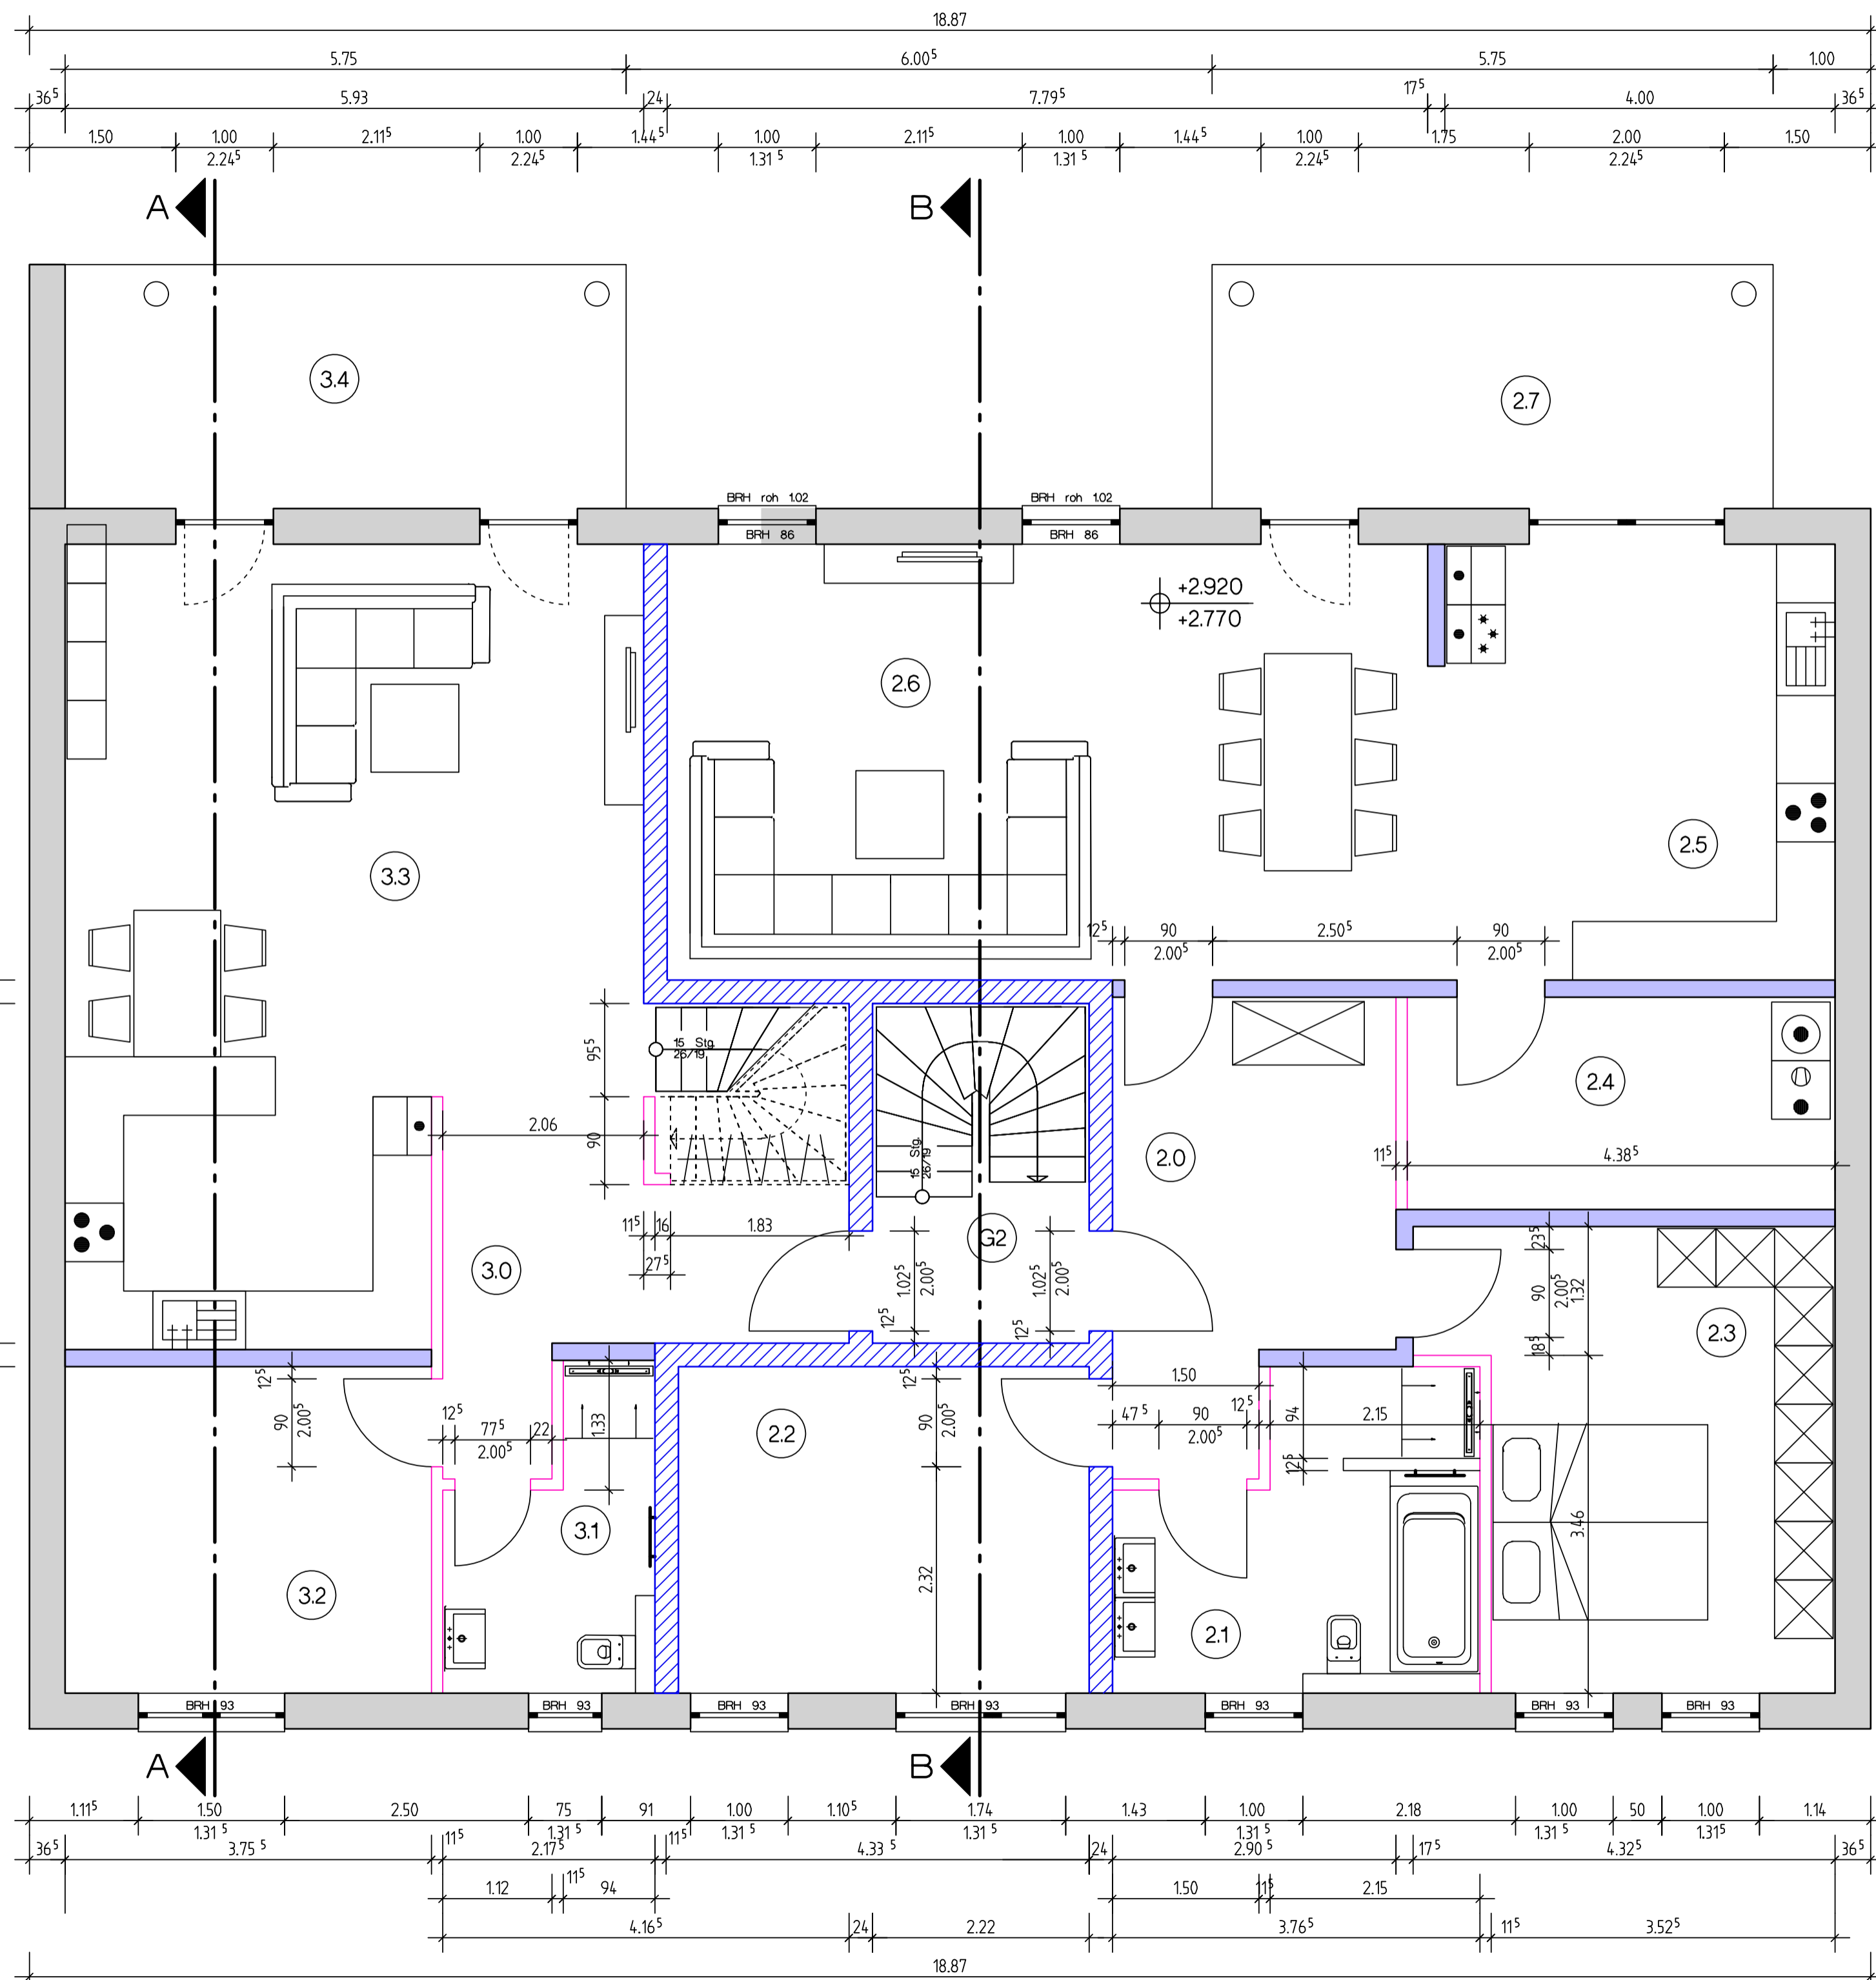 18.87
5.75 6.00⁵ 5.75 1.00
36⁵ 5.93 24 7.79⁵ 17⁵ 4.00 36⁵
1.50 1.00 2.11⁵ 1.00 1.44⁵ 1.00 2.11⁵ 1.00 1.44⁵ 1.00 1.75 2.00 1.50
2.24⁵ 2.24⁵ 1.31⁵ 1.31⁵ 2.24⁵ 2.24⁵
A B
3.4 2.7
BRH roh 1.02 BRH roh 1.02
BRH 86 BRH 86
+2.920
+2.770
2.6
2.5
3.3
12⁵ 90 2.50⁵ 90
2.00⁵ 2.00⁵
95⁵
15 Stg.
26/19
90
2.06
15 Stg.
26/19
2.0
2.4
11⁵ 4.38⁵
11⁵ 16 1.83
27⁵
G2
3.0
1.02⁵
2.00⁵
12⁵
1.02⁵
2.00⁵
12⁵
23⁵
90
2.00⁵
1.32
18⁵
2.3
12⁵
90
2.00⁵
12⁵ 77⁵ 22
2.00⁵
1.33
2.2
12⁵
90
2.00⁵
1.50
47⁵ 90 12⁵
2.00⁵
94
2.15
12⁵
3.1
3.2
2.32
2.1
3.46
BRH 93 BRH 93 BRH 93 BRH 93 BRH 93 BRH 93 BRH 93
A B
1.11⁵ 1.50 2.50 75 91 1.00 1.10⁵ 1.74 1.43 1.00 2.18 1.00 50 1.00 1.14
1.31⁵ 1.31⁵ 1.31⁵ 1.31⁵ 1.31⁵ 1.31⁵ 1.31⁵
36⁵ 3.75⁵ 11⁵ 2.17⁵ 11⁵ 4.33⁵ 24 2.90⁵ 17⁵ 4.32⁵ 36⁵
1.12 11⁵ 94 1.50 11⁵ 2.15
4.16⁵ 24 2.22 3.76⁵ 11⁵ 3.52⁵
18.87